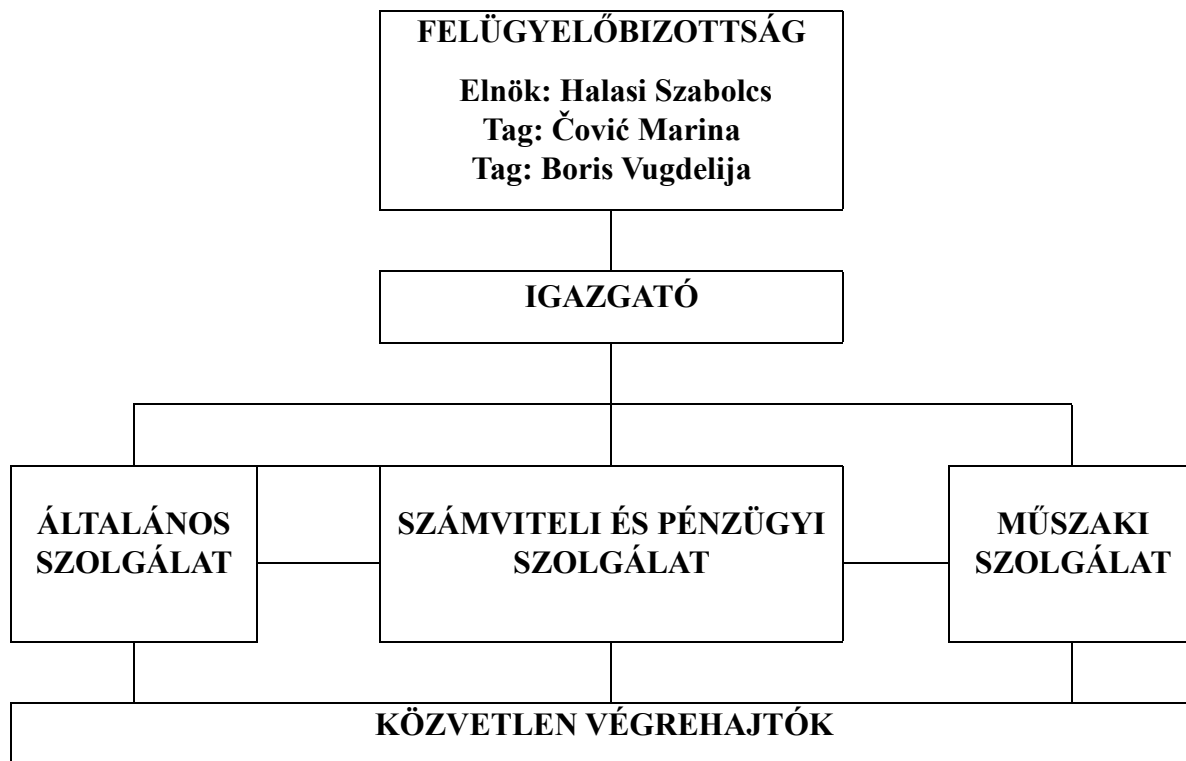 FELÜGYELŐBIZOTTSÁG
Elnök: Halasi Szabolcs
Tag: Čović Marina
Tag: Boris Vugdelija
IGAZGATÓ
ÁLTALÁNOS
SZOLGÁLAT
SZÁMVITELI ÉS PÉNZÜGYI
SZOLGÁLAT
MŰSZAKI
SZOLGÁLAT
KÖZVETLEN VÉGREHAJTÓK